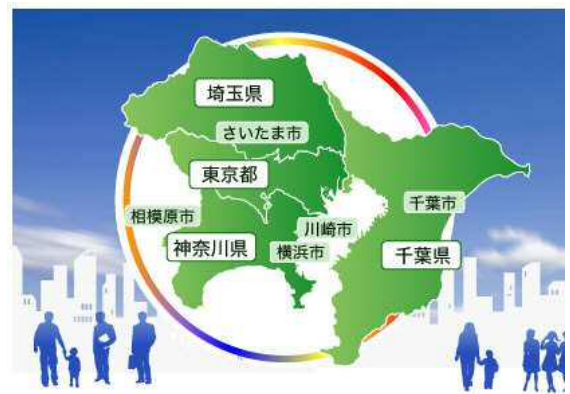 埼玉県
さいたま市
東京都
相模原市
千葉市
川崎市
神奈川県
横浜市
千葉県